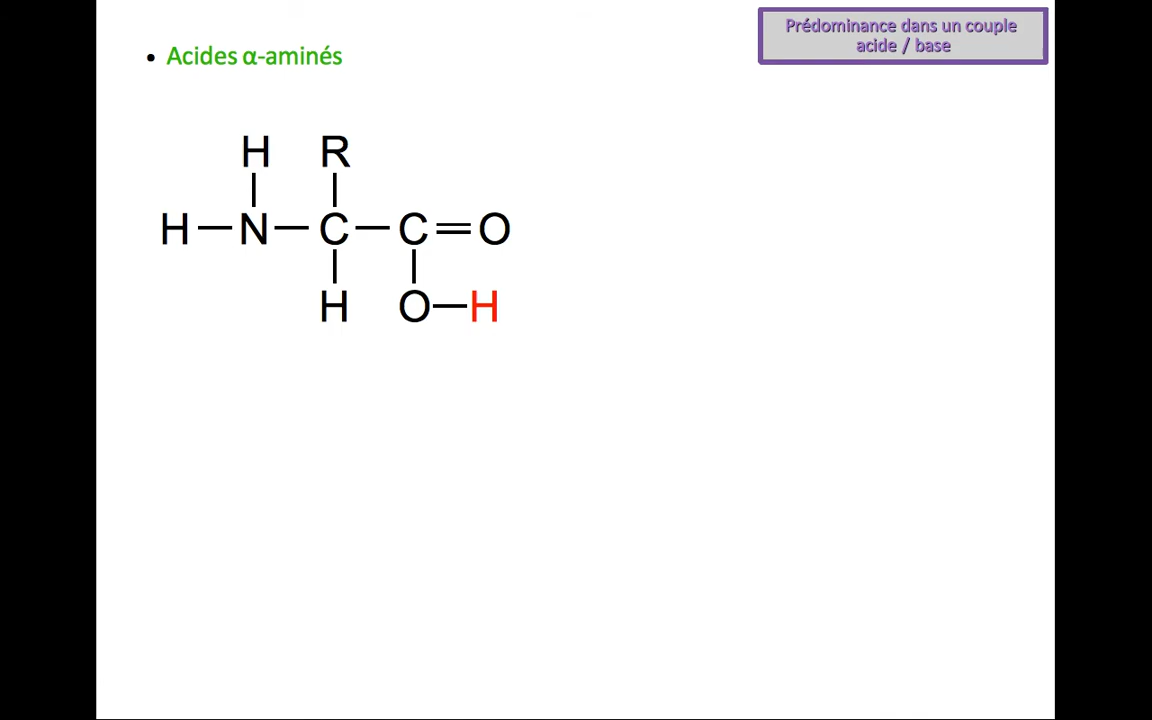 Prédominance dans un couple
acide / base
• Acides α-aminés
H R
H — N — C — C = O
H O — H